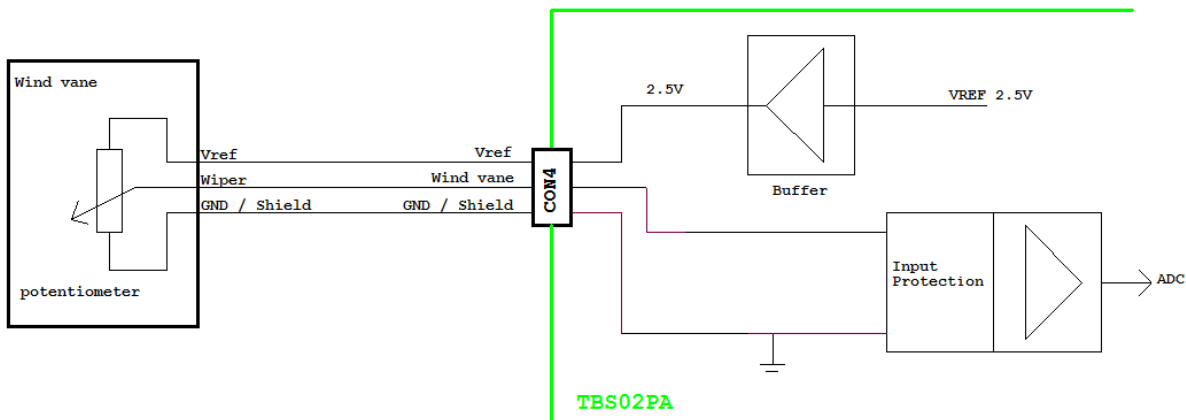 Wind vane
2.5V
VREF 2.5V
Vref
Vref
Buffer
Wiper
Wind vane
CON4
GND / Shield
GND / Shield
Input
Protection
ADC
potentiometer
TBS02PA